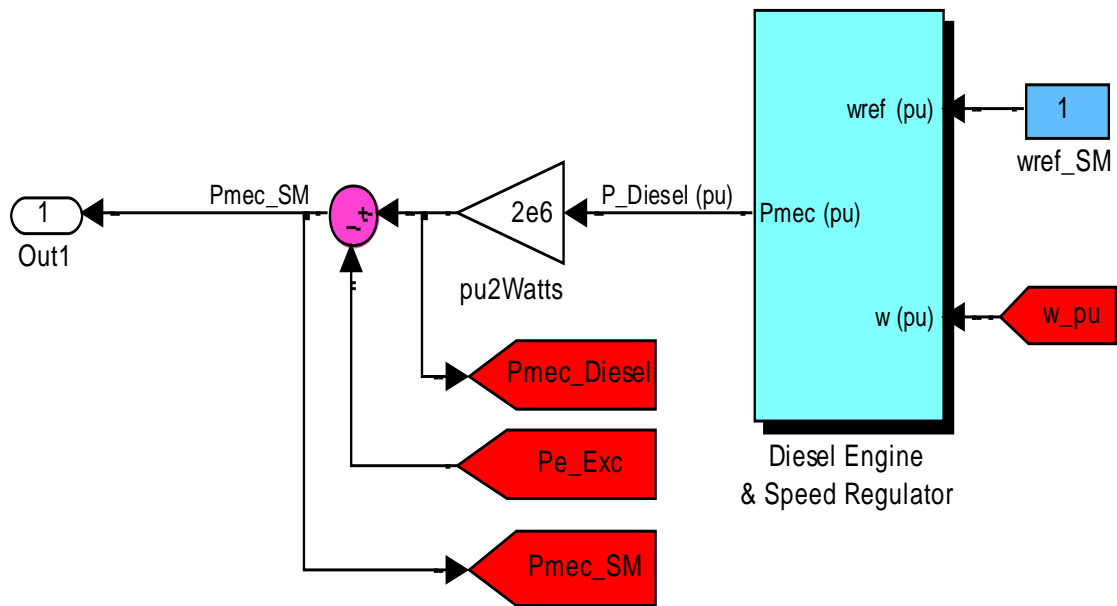 wref (pu)
1
wref_SM
Pmec_SM
1
Out1
+
-
2e6
pu2Watts
P_Diesel (pu)
Pmec (pu)
w (pu)
w_pu
Pmec_Diesel
Pe_Exc
Pmec_SM
Diesel Engine
& Speed Regulator